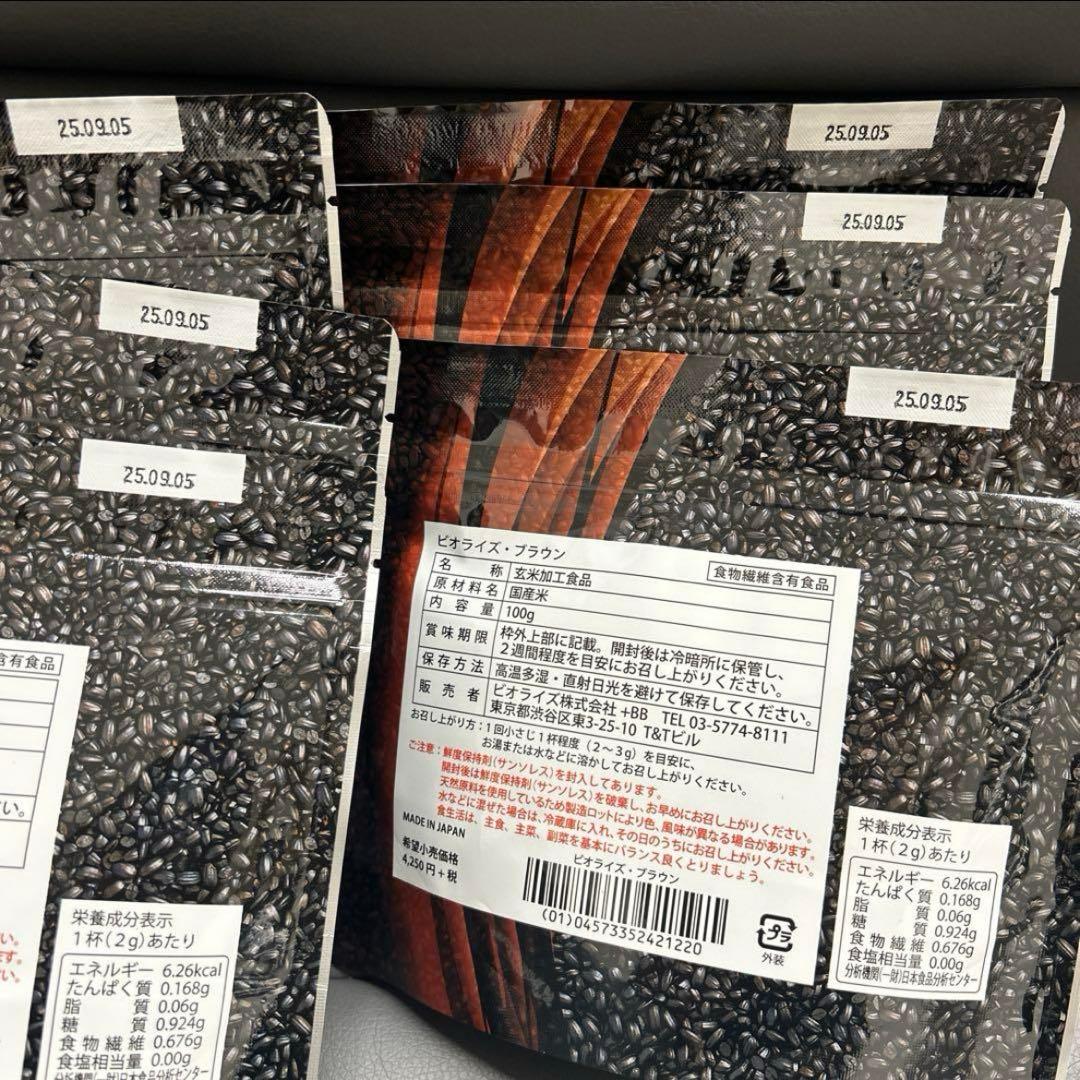 25.09.05
25.09.05
25.09.05
25.09.05
25.09.05
25.09.05
ビオライズ・ブラウン
食物繊維含有食品
名 称 玄米加工食品
原材料名 国産米
内容量 100g
賞味期限 枠外上部に記載。開封後は冷暗所に保管し、
2週間程度を目安にお召し上がりください。
保存方法 高温多湿・直射日光を避けて保存してください。
販売者 ビオライズ株式会社 +BB TEL 03-5774-8111
東京都渋谷区東3-25-10 T&Tビル
お召し上がり方：1回小さじ1杯程度（2～3g）を目安に、
お湯または水などに溶かしてお召し上がりください。
ご注意：鮮度保持剤（サンソレス）を封入してあります。
開封後は鮮度保持剤（サンソレス）を破棄し、お早めにお召し上がりください。
天然原料を使用しているため製造ロットにより色、風味が異なる場合があります。
水などに混ぜた場合は、冷蔵庫に入れ、その日のうちにお召し上がりください。
食生活は、主食、主菜、副菜を基本にバランス良くとりましょう。
MADE IN JAPAN
希望小売価格
4,250円+税
ビオライズ・ブラウン
(01)04573352421220
プラ
外装
栄養成分表示
1杯(2g)あたり
エネルギー 6.26kcal
たんぱく質 0.168g
脂質 0.06g
糖質 0.924g
食物繊維 0.676g
食塩相当量 0.00g
分析機関(一財)日本食品分析センター
含有食品
い。
い。
す。
い。
栄養成分表示
1杯(2g)あたり
エネルギー 6.26kcal
たんぱく質 0.168g
脂質 0.06g
糖質 0.924g
食物繊維 0.676g
食塩相当量 0.00g
分析機関(一財)日本食品分析センター